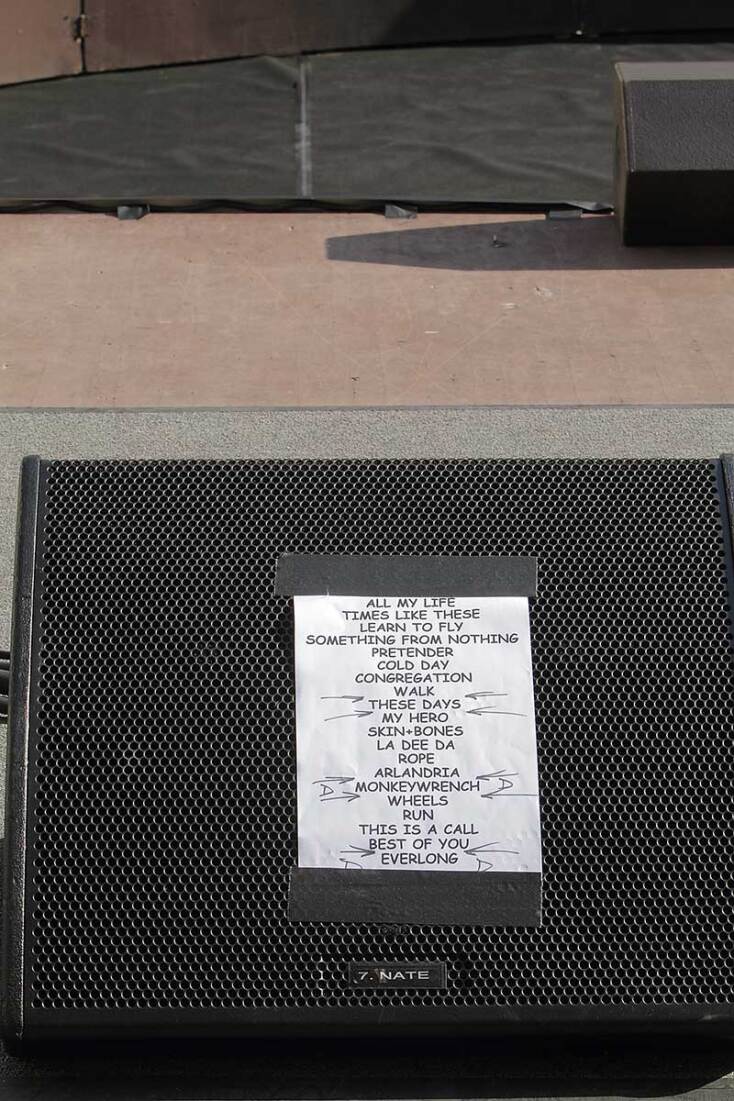 ALL MY LIFE
TIMES LIKE THESE
LEARN TO FLY
SOMETHING FROM NOTHING
PRETENDER
COLD DAY
CONGREGATION
WALK
THESE DAYS
MY HERO
SKIN+BONES
LA DEE DA
ROPE
ARLANDRIA
D MONKEYWRENCH D
WHEELS
RUN
THIS IS A CALL
BEST OF YOU
D EVERLONG D
7. NATE